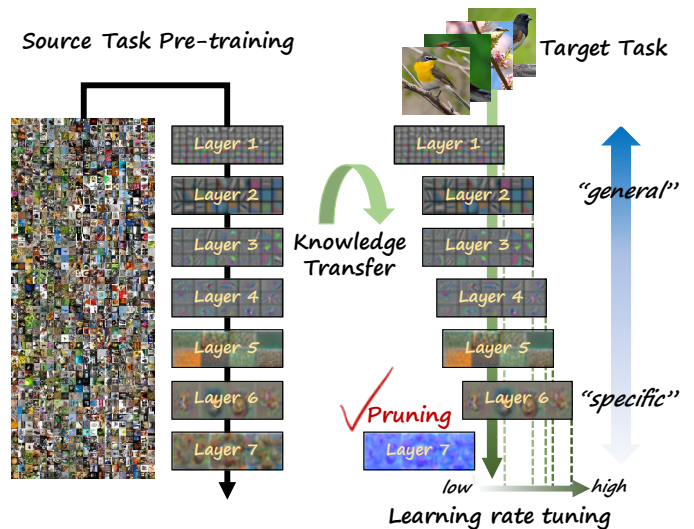 Source Task Pre-training
Target Task
Layer 1
Layer 2
Layer 3
Layer 4
Layer 5
Layer 6
Layer 7
Knowledge
Transfer
Layer 1
Layer 2
Layer 3
Layer 4
Layer 5
Layer 6
Pruning
Layer 7
“general”
“specific”
low
high
Learning rate tuning